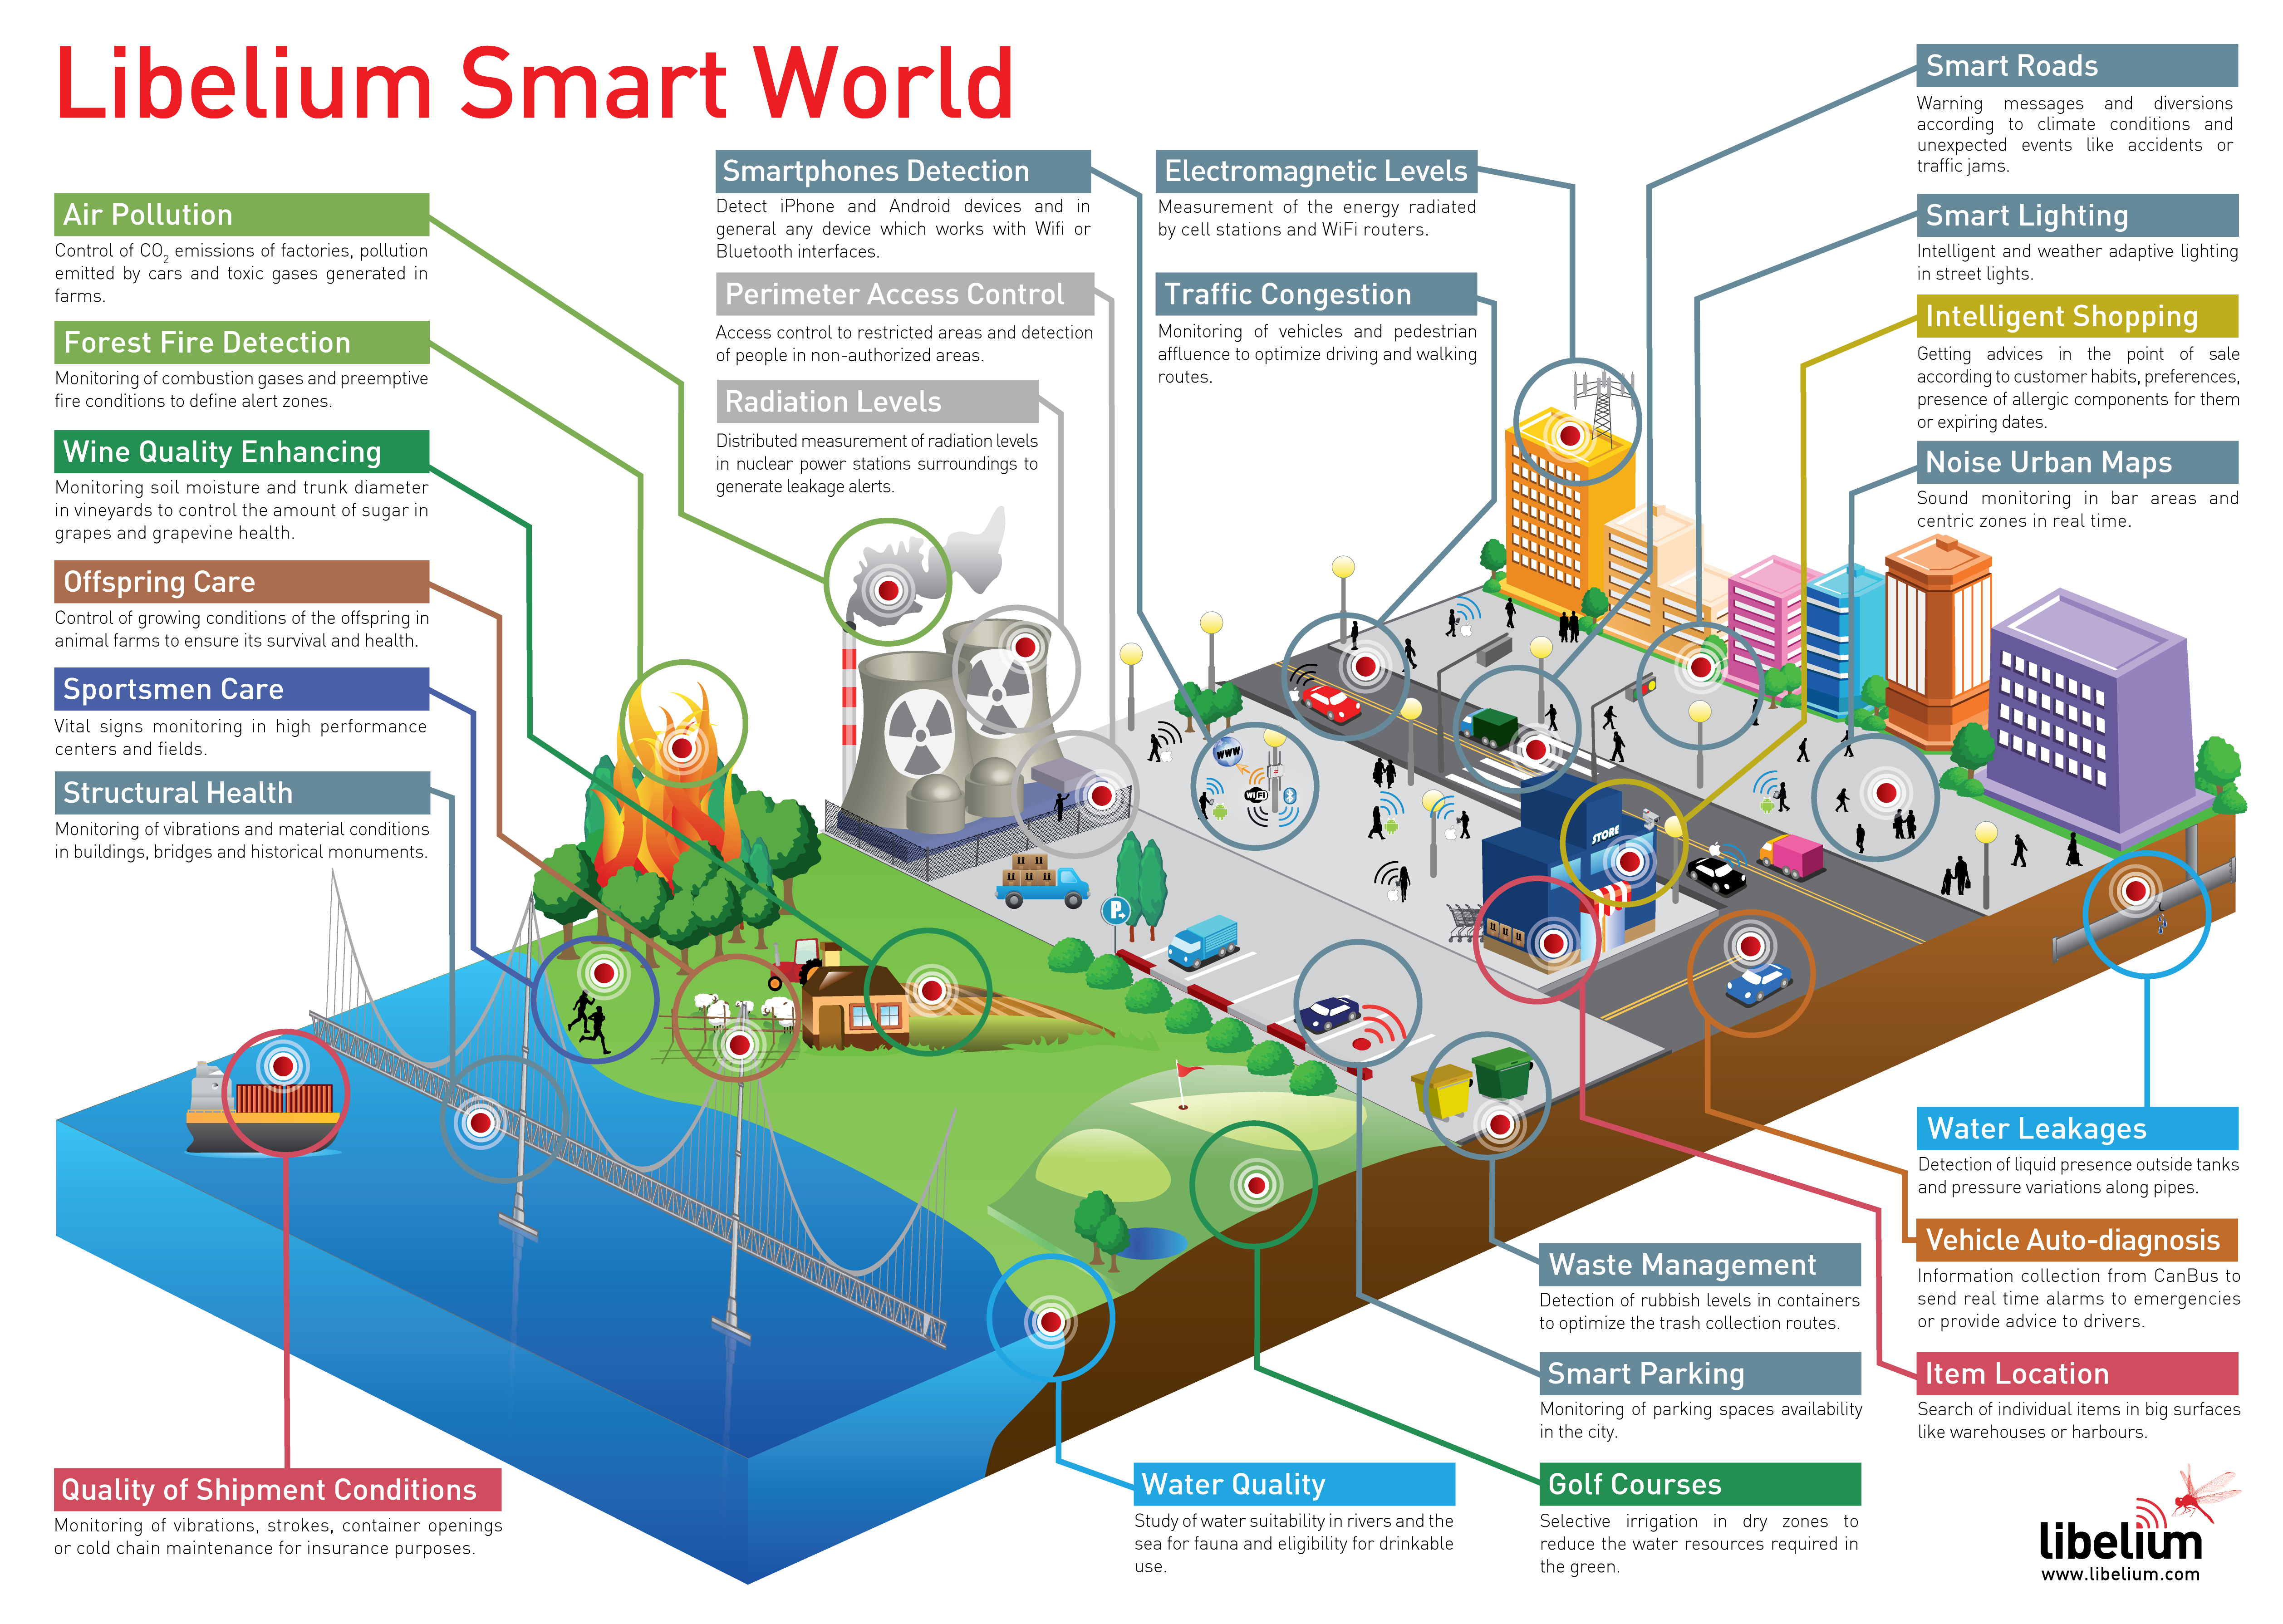 Libelium Smart World
Air Pollution
Control of CO2 emissions of factories, pollution
emitted by cars and toxic gases generated in
farms.
Forest Fire Detection
Monitoring of combustion gases and preemptive
fire conditions to define alert zones.
Wine Quality Enhancing
Monitoring soil moisture and trunk diameter
in vineyards to control the amount of sugar in
grapes and grapevine health.
Offspring Care
Control of growing conditions of the offspring in
animal farms to ensure its survival and health.
Sportsmen Care
Vital signs monitoring in high performance
centers and fields.
Structural Health
Monitoring of vibrations and material conditions
in buildings, bridges and historical monuments.
Quality of Shipment Conditions
Monitoring of vibrations, strokes, container openings
or cold chain maintenance for insurance purposes.
Smartphones Detection
Detect iPhone and Android devices and in
general any device which works with Wifi or
Bluetooth interfaces.
Perimeter Access Control
Access control to restricted areas and detection
of people in non-authorized areas.
Radiation Levels
Distributed measurement of radiation levels
in nuclear power stations surroundings to
generate leakage alerts.
Electromagnetic Levels
Measurement of the energy radiated
by cell stations and WiFi routers.
Traffic Congestion
Monitoring of vehicles and pedestrian
affluence to optimize driving and walking
routes.
Smart Roads
Warning messages and diversions
according to climate conditions and
unexpected events like accidents or
traffic jams.
Smart Lighting
Intelligent and weather adaptive lighting
in street lights.
Intelligent Shopping
Getting advices in the point of sale
according to customer habits, preferences,
presence of allergic components for them
or expiring dates.
Noise Urban Maps
Sound monitoring in bar areas and
centric zones in real time.
www
WiFi
STORE
P
Water Leakages
Detection of liquid presence outside tanks
and pressure variations along pipes.
Vehicle Auto-diagnosis
Information collection from CanBus to
send real time alarms to emergencies
or provide advice to drivers.
Item Location
Search of individual items in big surfaces
like warehouses or harbours.
Waste Management
Detection of rubbish levels in containers
to optimize the trash collection routes.
Smart Parking
Monitoring of parking spaces availability
in the city.
Golf Courses
Selective irrigation in dry zones to
reduce the water resources required in
the green.
Water Quality
Study of water suitability in rivers and the
sea for fauna and eligibility for drinkable
use.
libelium
www.libelium.com